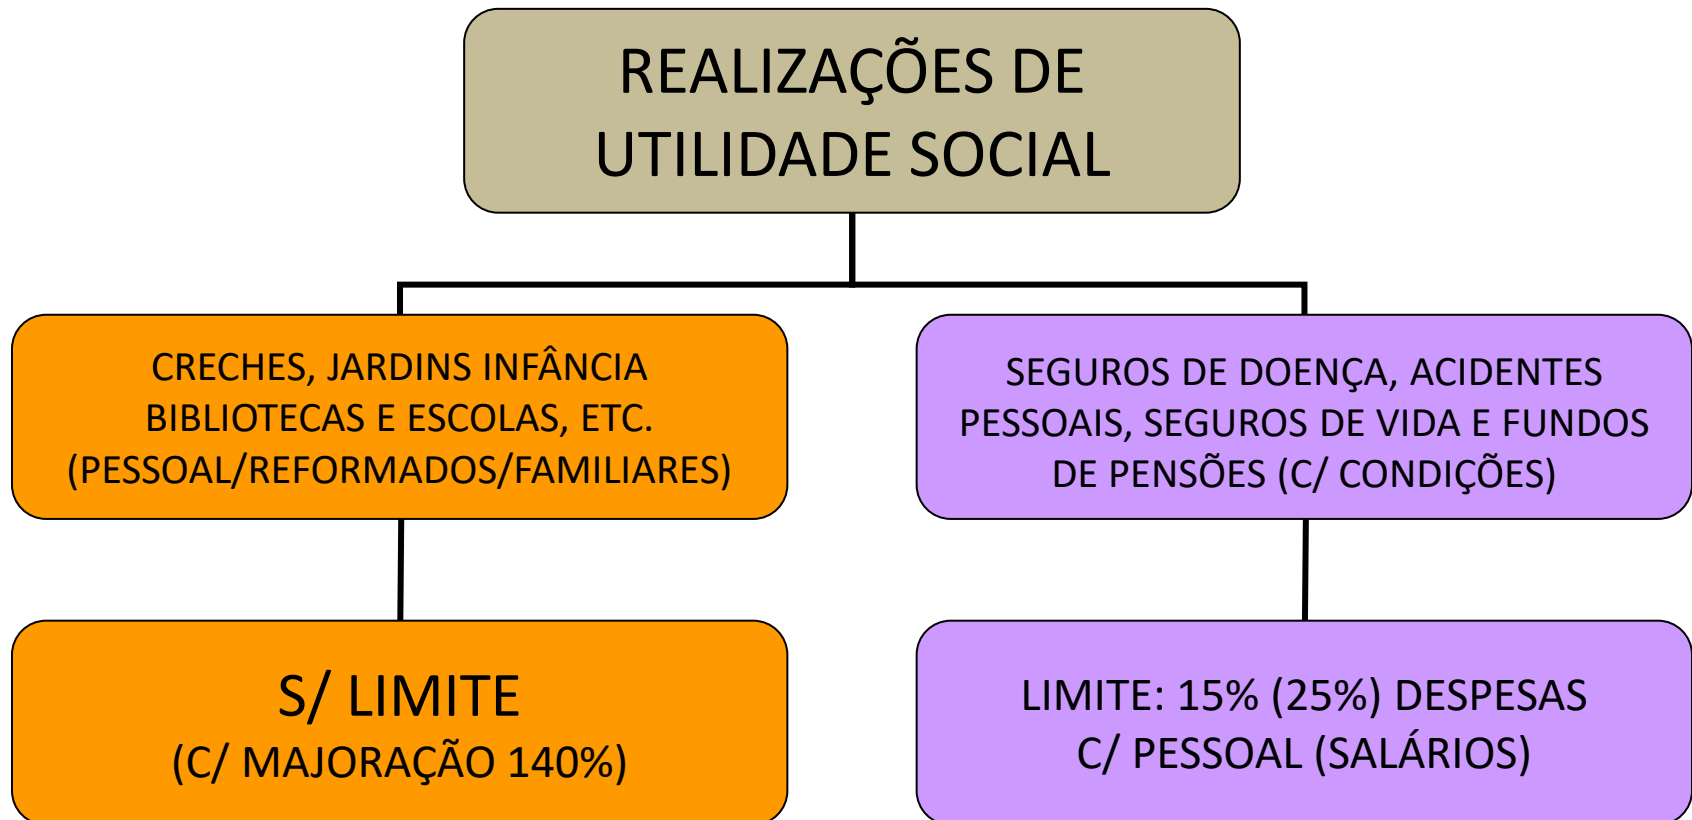 REALIZAÇÕES DE
UTILIDADE SOCIAL
CRECHES, JARDINS INFÂNCIA
BIBLIOTECAS E ESCOLAS, ETC.
(PESSOAL/REFORMADOS/FAMILIARES)
SEGUROS DE DOENÇA, ACIDENTES
PESSOAIS, SEGUROS DE VIDA E FUNDOS
DE PENSÕES (C/ CONDIÇÕES)
S/ LIMITE
(C/ MAJORAÇÃO 140%)
LIMITE: 15% (25%) DESPESAS
C/ PESSOAL (SALÁRIOS)